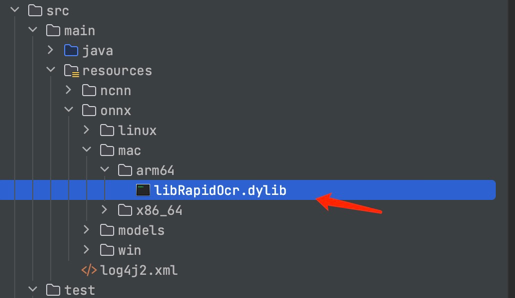 src
main
java
resources
ncnn
onnx
linux
mac
arm64
libRapidOcr.dylib
x86_64
models
win
log4j2.xml
test